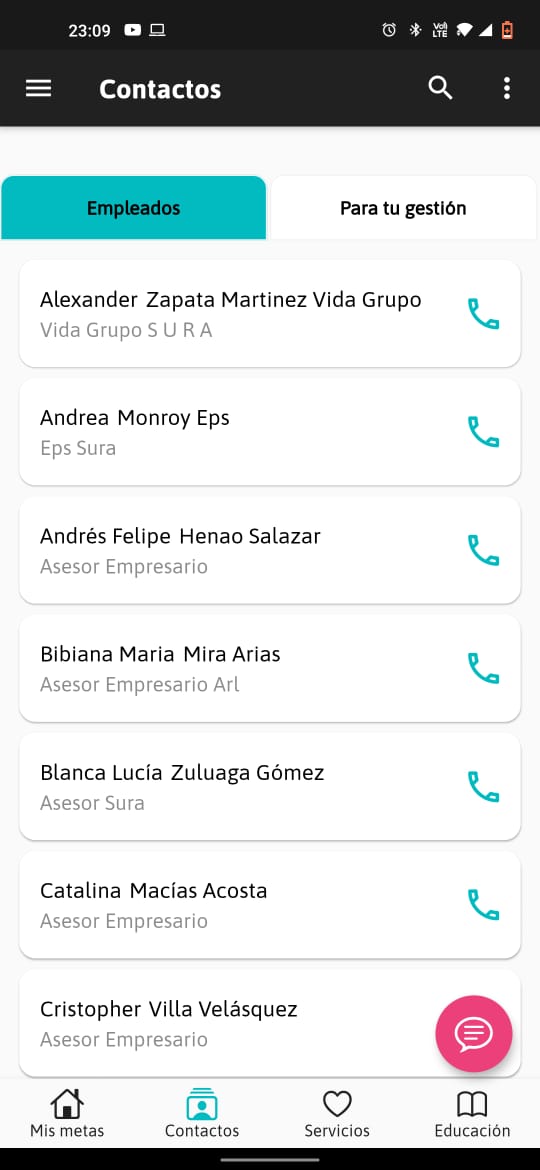 23:09
Vo))
LTE
Contactos
Empleados
Para tu gestión
Alexander Zapata Martinez Vida Grupo
Vida Grupo S U R A
Andrea Monroy Eps
Eps Sura
Andrés Felipe Henao Salazar
Asesor Empresario
Bibiana Maria Mira Arias
Asesor Empresario Arl
Blanca Lucía Zuluaga Gómez
Asesor Sura
Catalina Macías Acosta
Asesor Empresario
Cristopher Villa Velásquez
Asesor Empresario
Mis metas
Contactos
Servicios
Educación